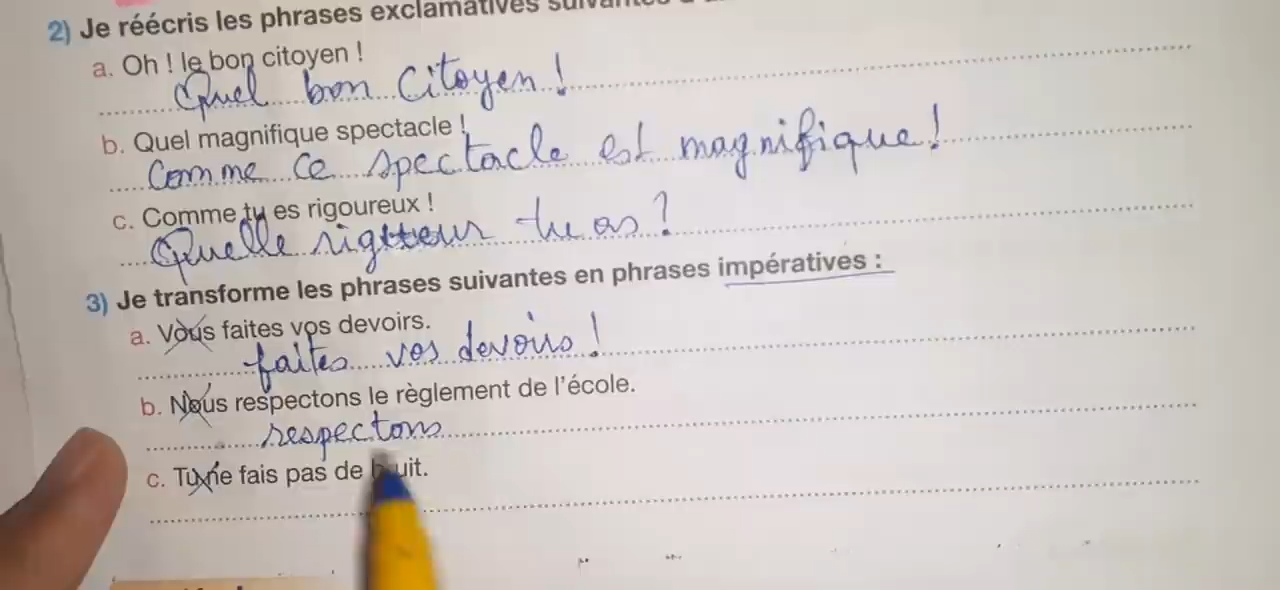 2) Je réécris les phrases exclamatives
a. Oh ! le bon citoyen !
Quel bon citoyen !
b. Quel magnifique spectacle !
Comme ce spectacle est magnifique !
c. Comme tu es rigoureux !
Quelle rigueur tu as ?
3) Je transforme les phrases suivantes en phrases impératives :
a. Vous faites vos devoirs.
faites vos devoirs !
b. Nous respectons le règlement de l'école.
respectons
c. Tu ne fais pas de bruit.